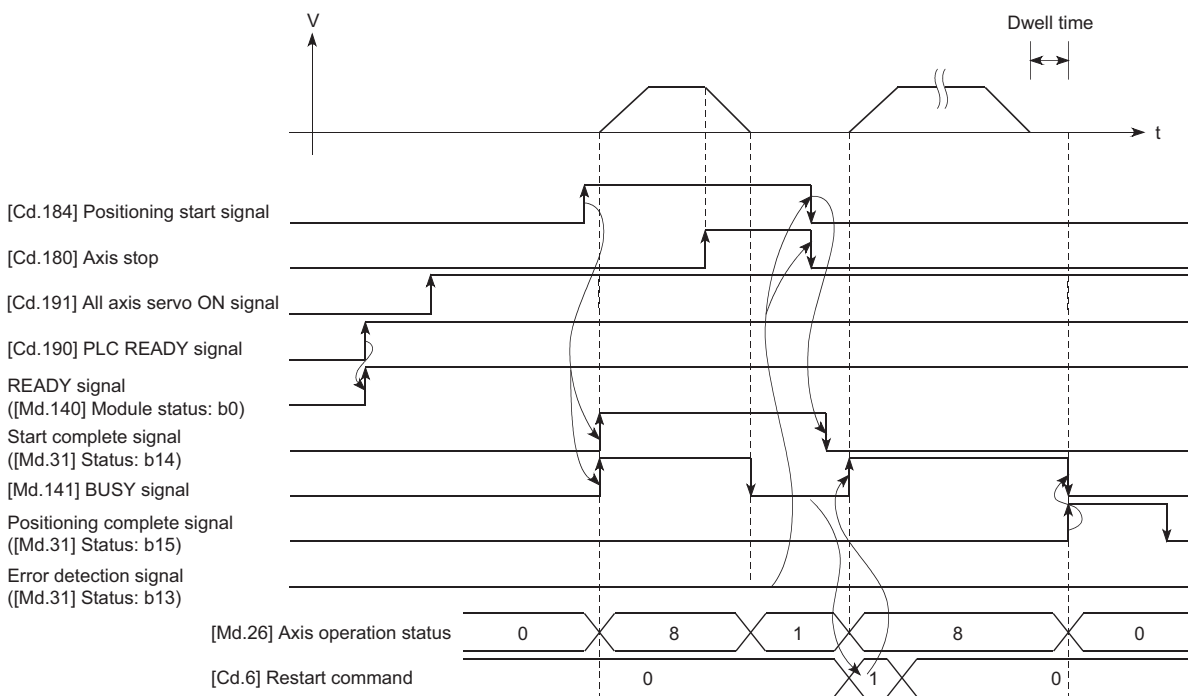 V
Dwell time
t
[Cd.184] Positioning start signal
[Cd.180] Axis stop
[Cd.191] All axis servo ON signal
[Cd.190] PLC READY signal
READY signal
([Md.140] Module status: b0)
Start complete signal
([Md.31] Status: b14)
[Md.141] BUSY signal
Positioning complete signal
([Md.31] Status: b15)
Error detection signal
([Md.31] Status: b13)
[Md.26] Axis operation status 0 8 1 8 0
[Cd.6] Restart command 0 1 0